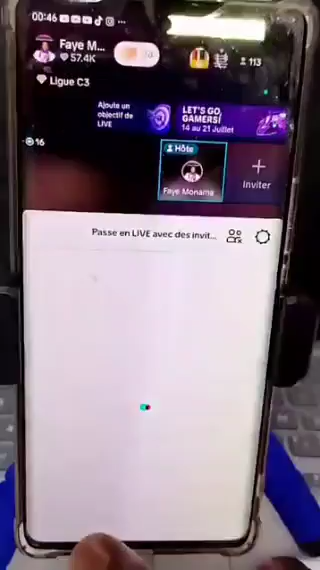 00:46
Faye M...
57.4K
113
Ligue C3
Ajoute un
objectif de
LIVE
LET'S GO,
GAMERS!
14 au 21 Juillet
16
Hôte
Faye Monama
+
Inviter
Passe en LIVE avec des invit...